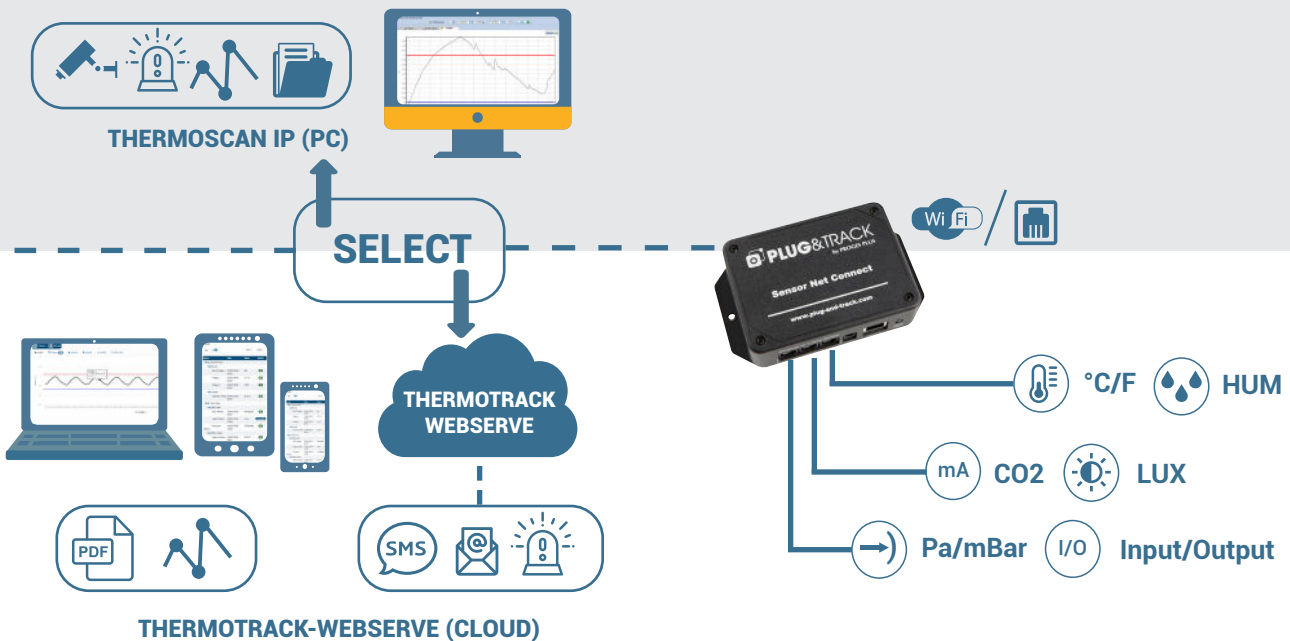 THERMOSCAN IP (PC)
SELECT
Wi Fi
PLUG&TRACK
by PROGES PLUS
Sensor Net Connect
www.plug-and-track.com
°C/F
HUM
THERMOTRACK
WEBSERVE
mA
CO2
LUX
PDF
SMS
@
Pa/mBar
I/O
Input/Output
THERMOTRACK-WEBSERVE (CLOUD)